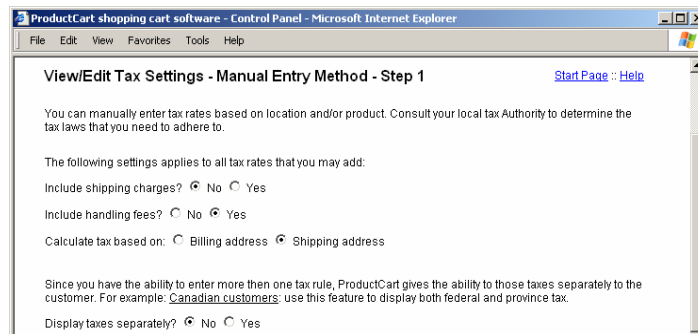 ProductCart shopping cart software - Control Panel - Microsoft Internet Explorer
File Edit View Favorites Tools Help
View/Edit Tax Settings - Manual Entry Method - Step 1
Start Page :: Help
You can manually enter tax rates based on location and/or product. Consult your local tax Authority to determine the
tax laws that you need to adhere to.
The following settings applies to all tax rates that you may add:
Include shipping charges? No Yes
Include handling fees? No Yes
Calculate tax based on: Billing address Shipping address
Since you have the ability to enter more then one tax rule, ProductCart gives the ability to those taxes separately to the
customer. For example: Canadian customers: use this feature to display both federal and province tax.
Display taxes separately? No Yes